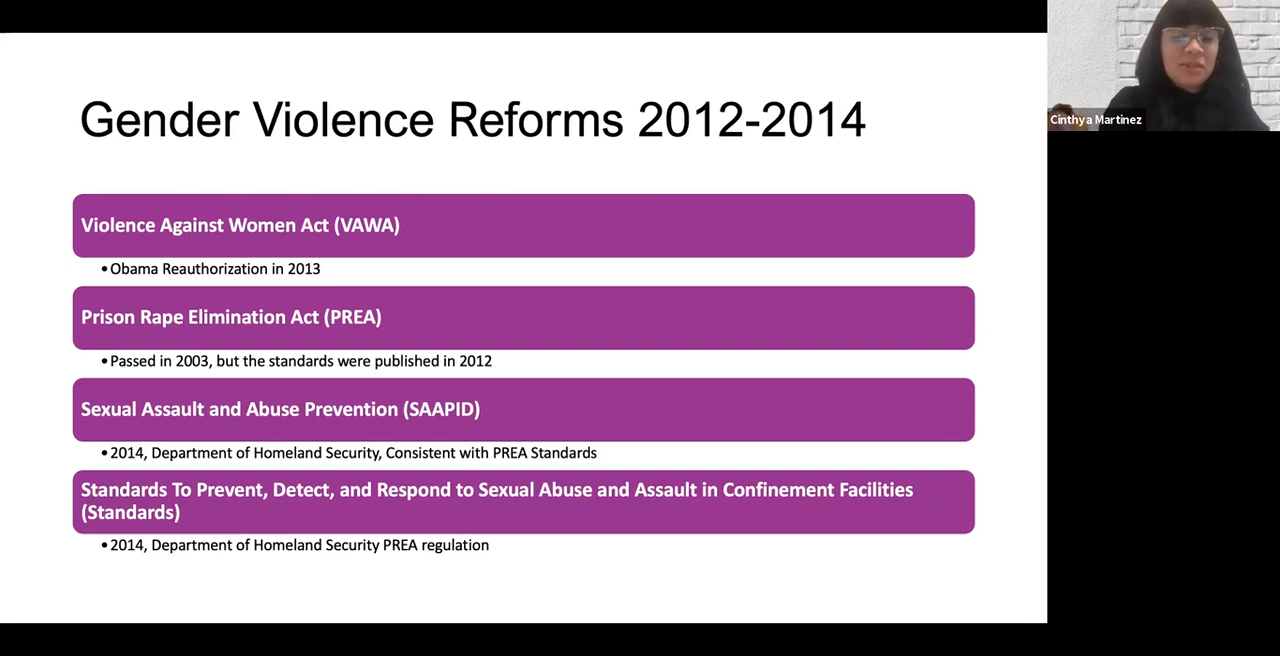 Gender Violence Reforms 2012-2014
Cinthya Martinez
Violence Against Women Act (VAWA)
•Obama Reauthorization in 2013
Prison Rape Elimination Act (PREA)
•Passed in 2003, but the standards were published in 2012
Sexual Assault and Abuse Prevention (SAAPID)
•2014, Department of Homeland Security, Consistent with PREA Standards
Standards To Prevent, Detect, and Respond to Sexual Abuse and Assault in Confinement Facilities
(Standards)
•2014, Department of Homeland Security PREA regulation